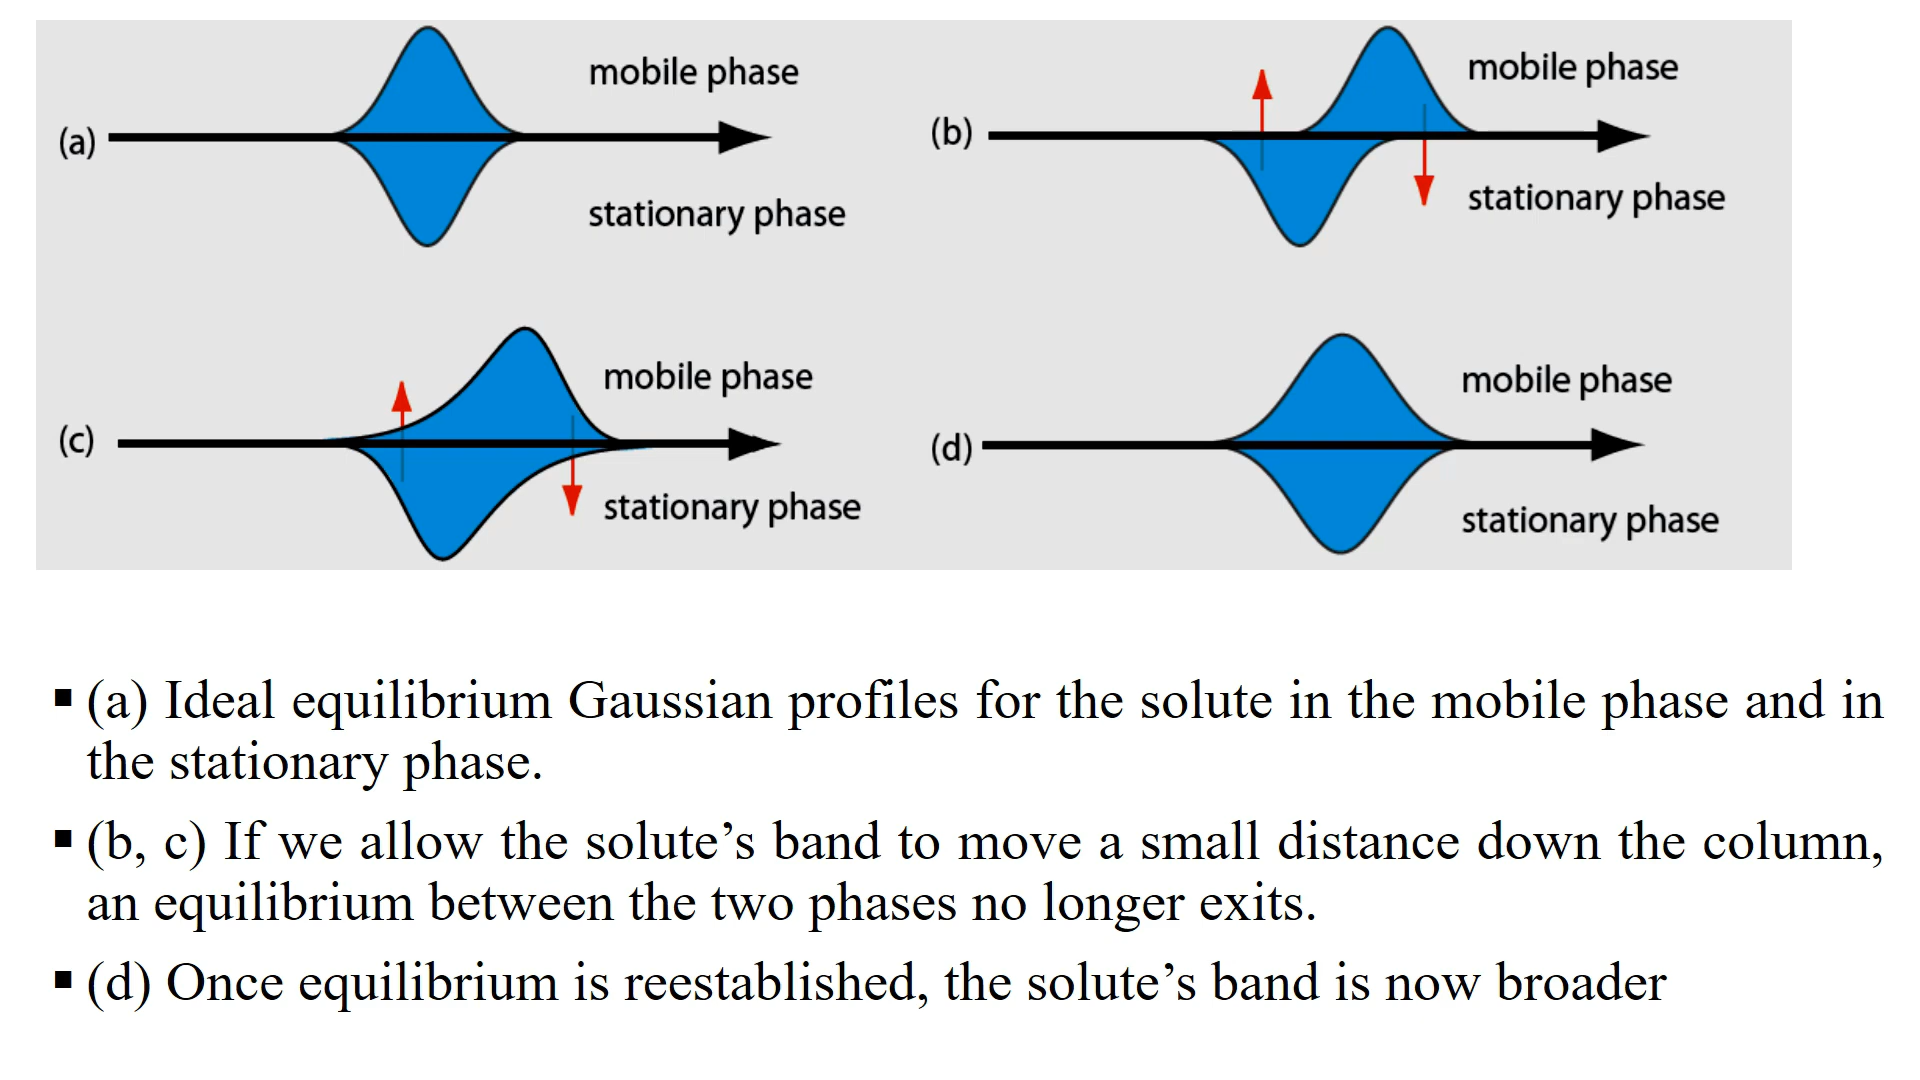 (a)
mobile phase
stationary phase
(b)
mobile phase
stationary phase
(c)
mobile phase
stationary phase
(d)
mobile phase
stationary phase
▪ (a) Ideal equilibrium Gaussian profiles for the solute in the mobile phase and in
the stationary phase.
▪ (b, c) If we allow the solute’s band to move a small distance down the column,
an equilibrium between the two phases no longer exits.
▪ (d) Once equilibrium is reestablished, the solute’s band is now broader